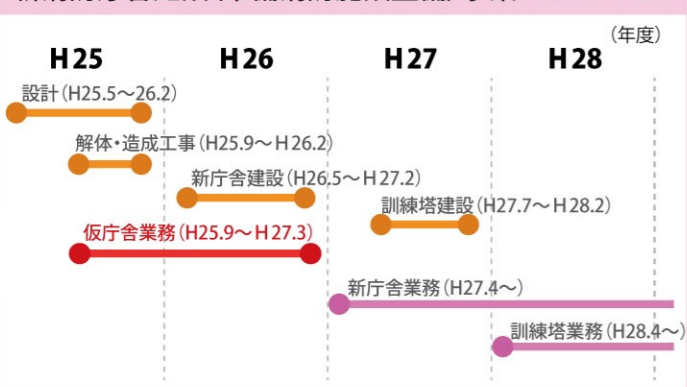 （年度）
H25 H26 H27 H28
設計（H25.5〜26.2）
解体・造成工事（H25.9〜H26.2）
新庁舎建設（H26.5〜H27.2）
訓練塔建設（H27.7〜H28.2）
仮庁舎業務（H25.9〜H27.3）
新庁舎業務（H27.4〜）
訓練塔業務（H28.4〜）